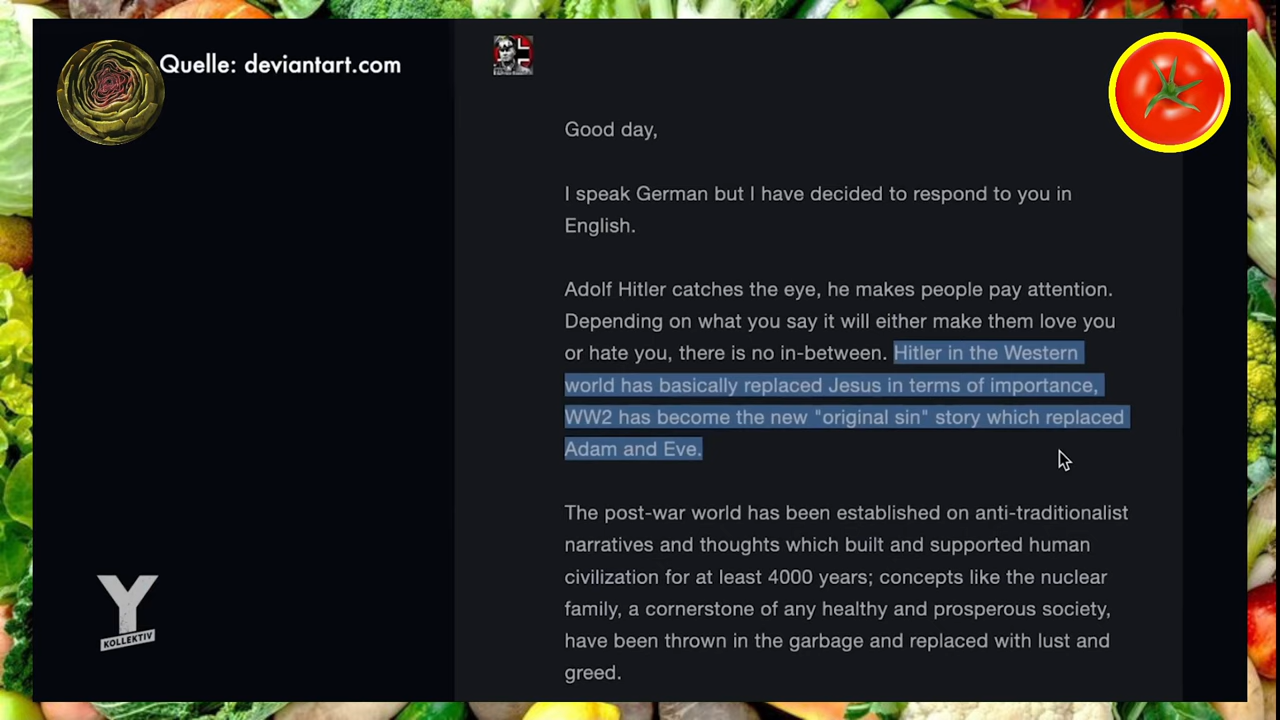 Quelle: deviantart.com
Good day,
I speak German but I have decided to respond to you in
English.
Adolf Hitler catches the eye, he makes people pay attention.
Depending on what you say it will either make them love you
or hate you, there is no in-between. Hitler in the Western
world has basically replaced Jesus in terms of importance,
WW2 has become the new "original sin" story which replaced
Adam and Eve.
The post-war world has been established on anti-traditionalist
narratives and thoughts which built and supported human
civilization for at least 4000 years; concepts like the nuclear
family, a cornerstone of any healthy and prosperous society,
have been thrown in the garbage and replaced with lust and
greed.
Y
KOLLEKTIV